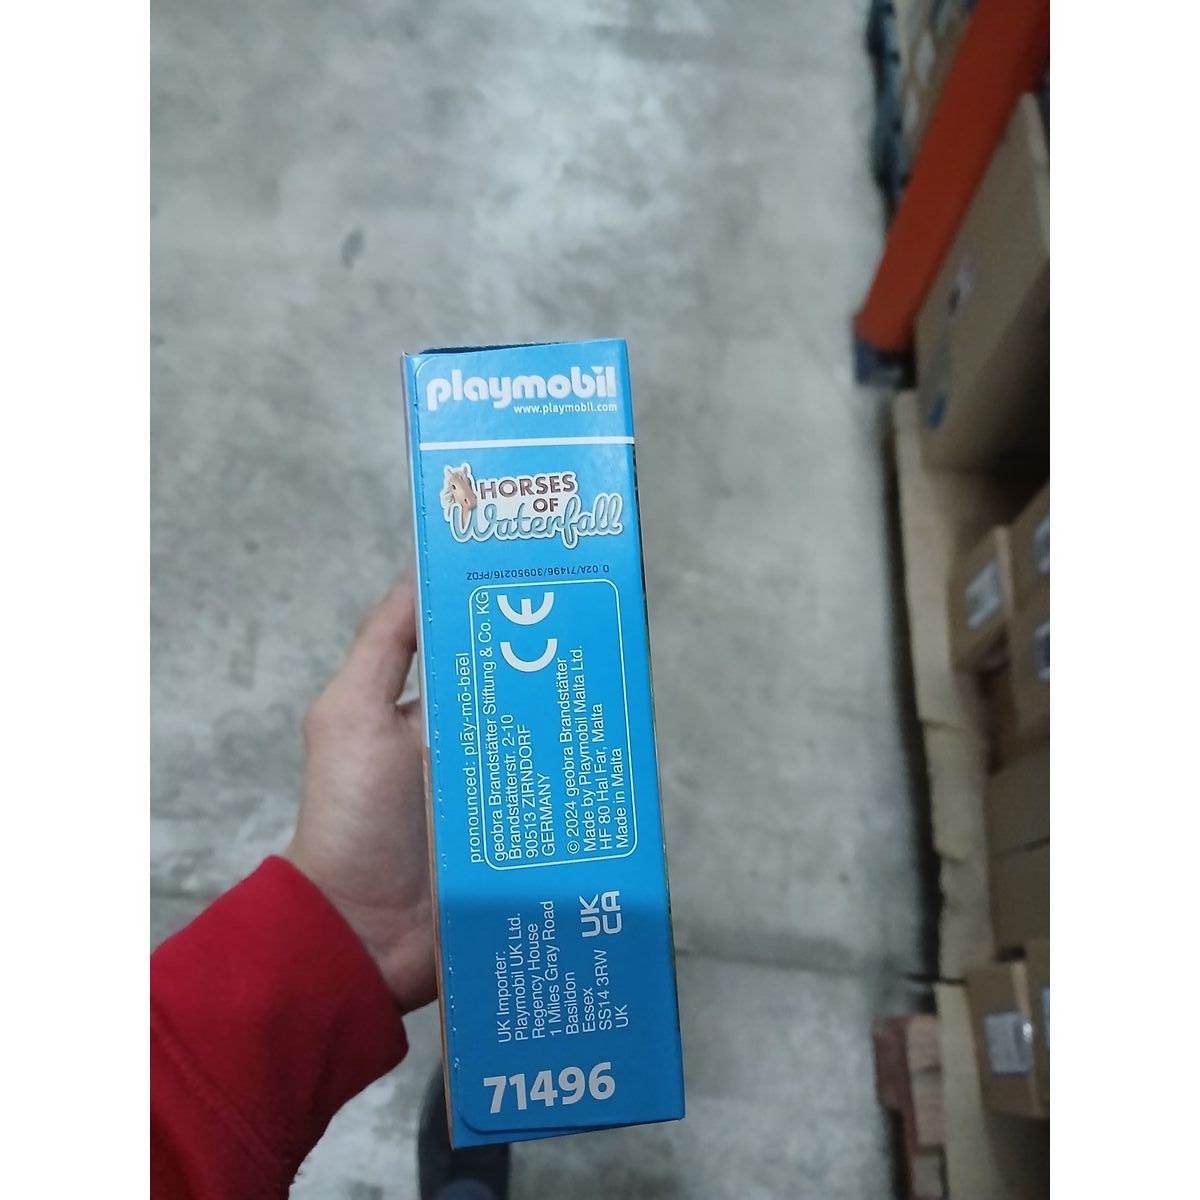 playmobil
www.playmobil.com
HORSES
OF
Waterfall
D 02A/71496/30950216/PFDZ
pronounced: plāy-mō-bēēl
geobra Brandstätter Stiftung & Co. KG
Brandstätterstr. 2-10
90513 ZIRNDORF
GERMANY
CE
© 2024 geobra Brandstätter
Made by Playmobil Malta Ltd.
HF 80 Hal Far, Malta
Made in Malta
UK Importer:
Playmobil UK Ltd.
Regency House
1 Miles Gray Road
Basildon
Essex
SS14 3RW
UK
UK
CA
71496